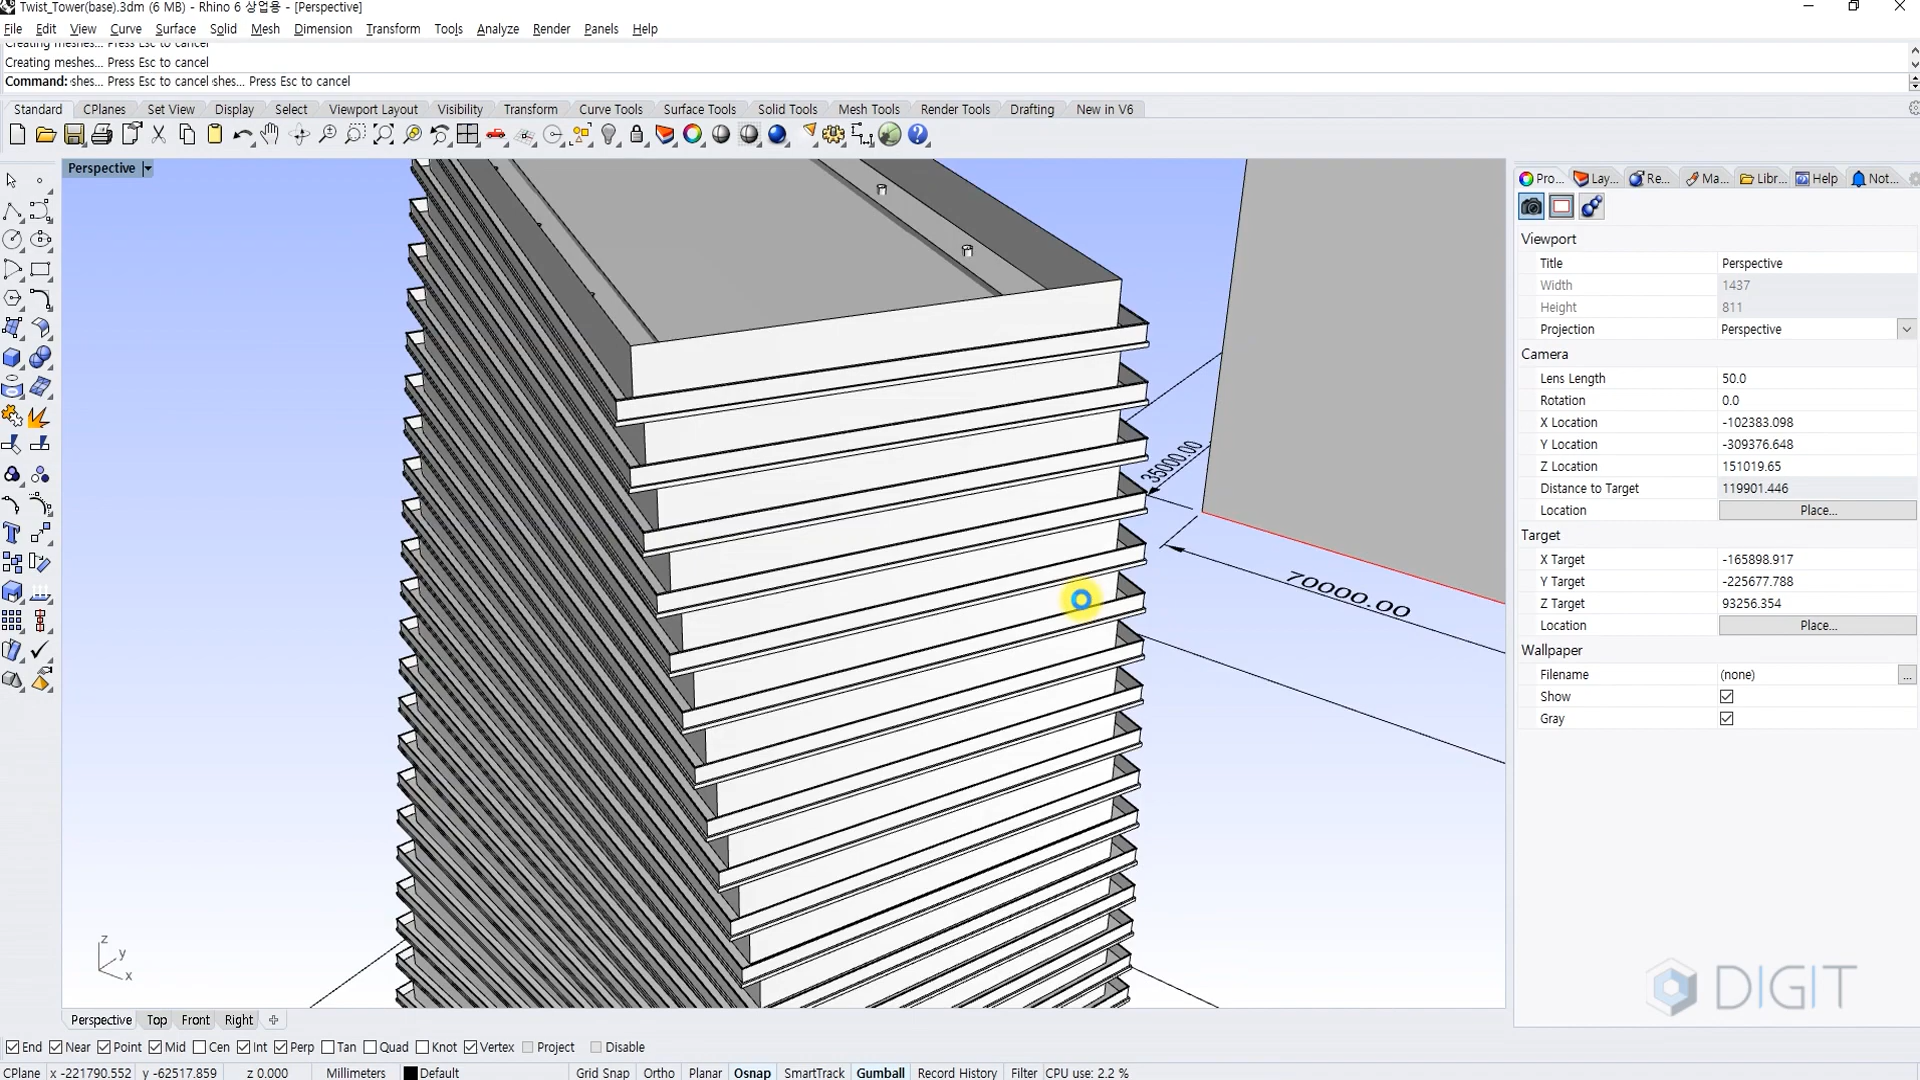 Twist_Tower(base).3dm (6 MB) - Rhino 6 상업용 - [Perspective]
File Edit View Curve Surface Solid Mesh Dimension Transform Tools Analyze Render Panels Help
Creating meshes... Press Esc to cancel
Creating meshes... Press Esc to cancel
Command: shes... Press Esc to cancel shes... Press Esc to cancel
Standard CPlanes Set View Display Select Viewport Layout Visibility Transform Curve Tools Surface Tools Solid Tools Mesh Tools Render Tools Drafting New in V6
Perspective
Pro... Lay... Re... Ma... Libr... Help Not...
Viewport
Title Perspective
Width 1437
Height 811
Projection Perspective
Camera
Lens Length 50.0
Rotation 0.0
X Location -102383.098
Y Location -309376.648
Z Location 151019.65
Distance to Target 119901.446
Location Place...
Target
X Target -165898.917
Y Target -225677.788
Z Target 93256.354
Location Place...
Wallpaper
Filename (none) ...
Show
Gray
35000.00
70000.00
z
y
x
DIGIT
Perspective Top Front Right
End Near Point Mid Cen Int Perp Tan Quad Knot Vertex Project Disable
CPlane x -221790.552 y -62517.859 z 0.000 Millimeters Default Grid Snap Ortho Planar Osnap SmartTrack Gumball Record History Filter CPU use: 2.2 %